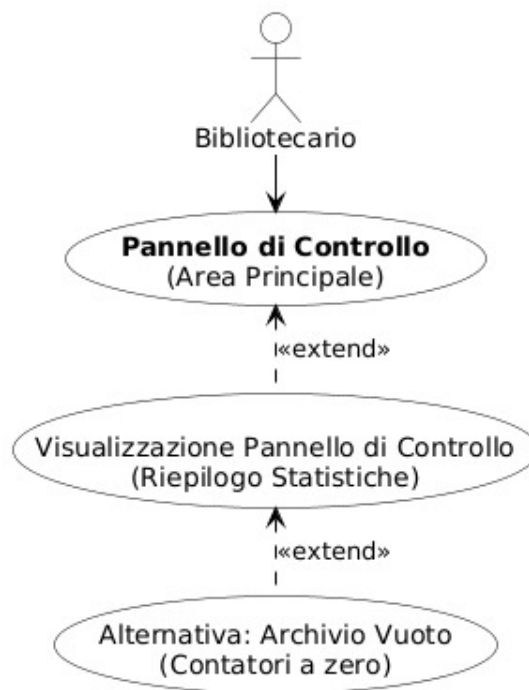 Bibliotecario
Pannello di Controllo
(Area Principale)
«extend»
Visualizzazione Pannello di Controllo
(Riepilogo Statistiche)
«extend»
Alternativa: Archivio Vuoto
(Contatori a zero)